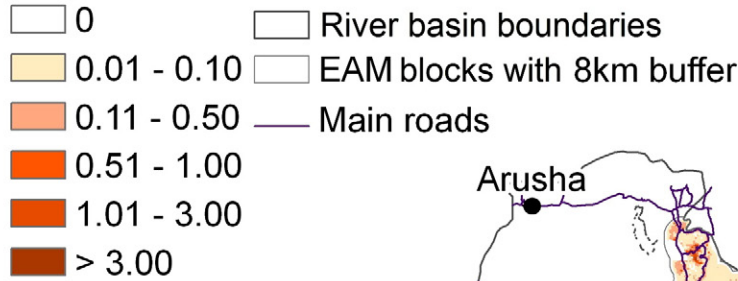 0
0.01 - 0.10
0.11 - 0.50
0.51 - 1.00
1.01 - 3.00
> 3.00
River basin boundaries
EAM blocks with 8km buffer
Main roads
Arusha